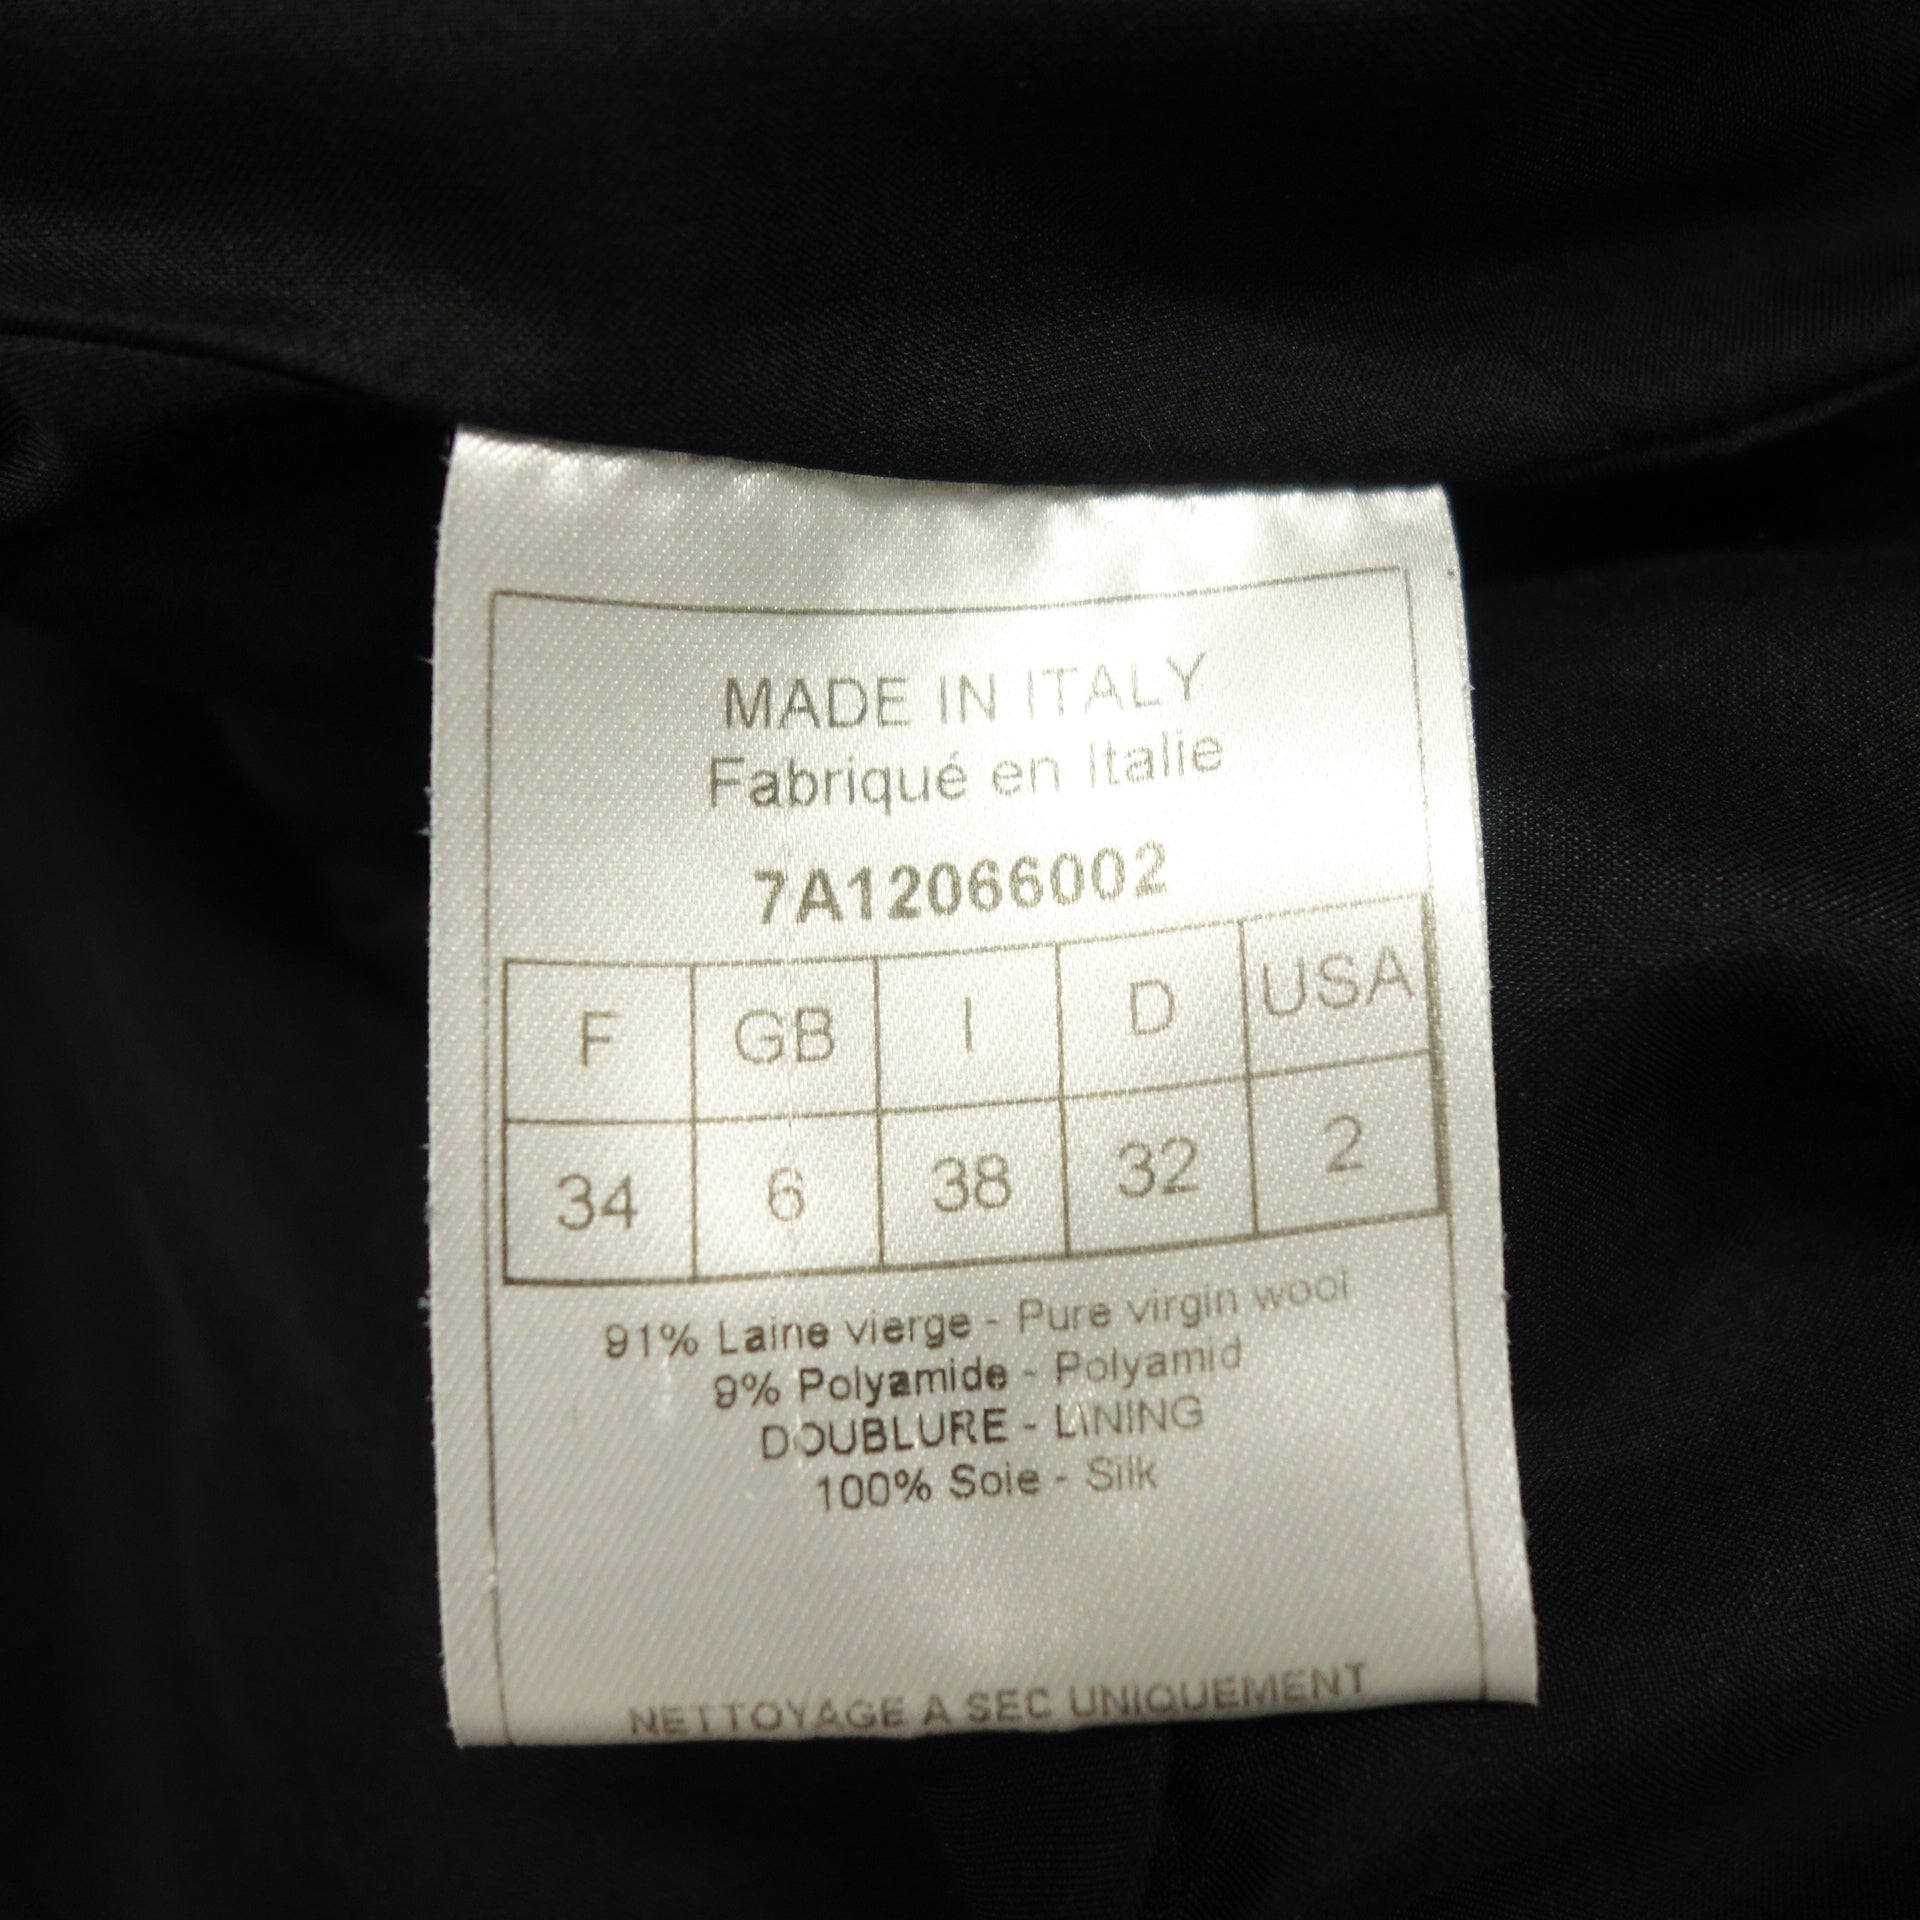 MADE IN ITALY
Fabriqué en Italie
7A12066002
F GB I D USA
34 6 38 32 2
91% Laine vierge - Pure virgin wool
9% Polyamide - Polyamid
DOUBLURE - LINING
100% Soie - Silk
NETTOYAGE A SEC UNIQUEMENT